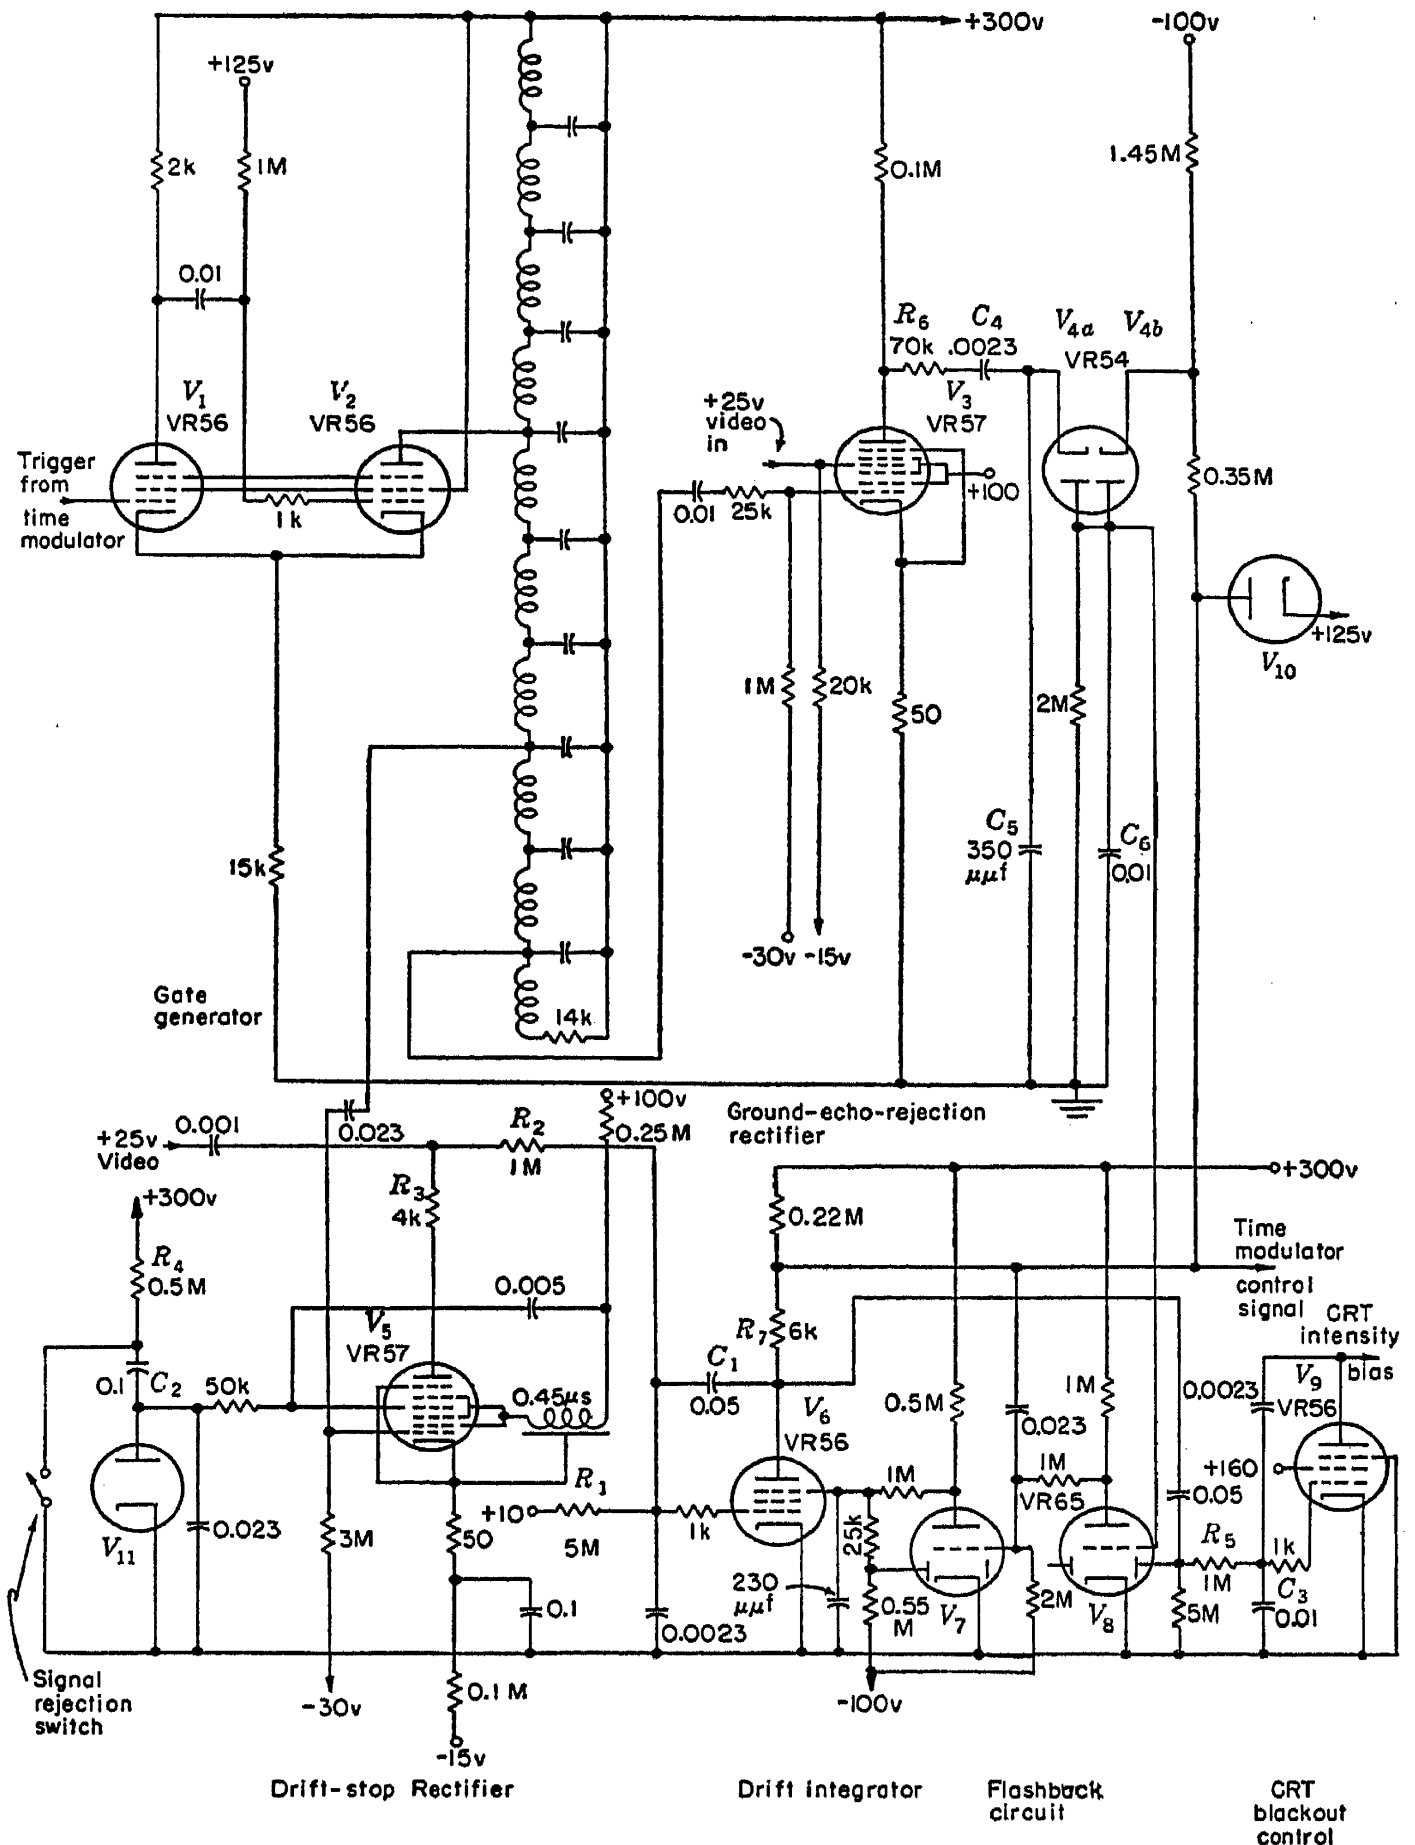 +300v
-100v
+125v
2k
1M
0.1M
1.45M
0.01
R6
70k
C4
.0023
V4a
V4b
VR54
V1
VR56
V2
VR56
+25v
video
in
V3
VR57
Trigger
from
time
modulator
1k
0.01
25k
+100
0.35M
+125v
V10
1M
20k
50
2M
15k
C5
350
μμf
C6
0.01
-30v
-15v
Gate
generator
14k
+100v
0.25M
Ground-echo-rejection
rectifier
0.001
+25v
Video
0.023
R2
1M
+300v
R3
4k
+300v
0.22M
R4
0.5M
Time
modulator
control
signal
0.005
V5
VR57
R7
6k
CRT
intensity
bias
0.1
C2
50k
0.45μs
C1
0.05
V6
VR56
0.5M
0.023
1M
0.0023
V9
VR56
+160
0.05
R1
+10
5M
1k
1M
1M
VR65
25k
R5
1M
1k
V11
0.023
3M
50
0.1
230
μμf
0.55
M
V7
2M
V8
5M
C3
0.01
0.0023
Signal
rejection
switch
-30v
0.1 M
-100v
-15v
Drift-stop Rectifier
Drift integrator
Flashback
circuit
CRT
blackout
control